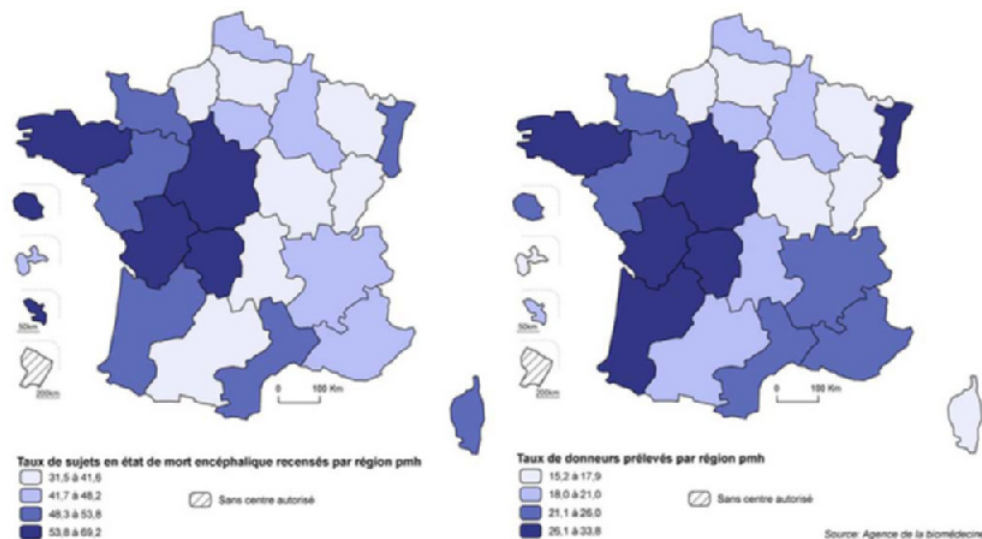 50km
200km
0 100 Km
Taux de sujets en état de mort encéphalique recensés par région pmh
31,5 à 41,6
41,7 à 48,2
48,3 à 53,8
53,8 à 69,2
Sans centre autorisé
50km
200km
0 100 Km
Taux de donneurs prélevés par région pmh
15,2 à 17,9
18,0 à 21,0
21,1 à 26,0
26,1 à 33,8
Sans centre autorisé
Source: Agence de la biomédecine